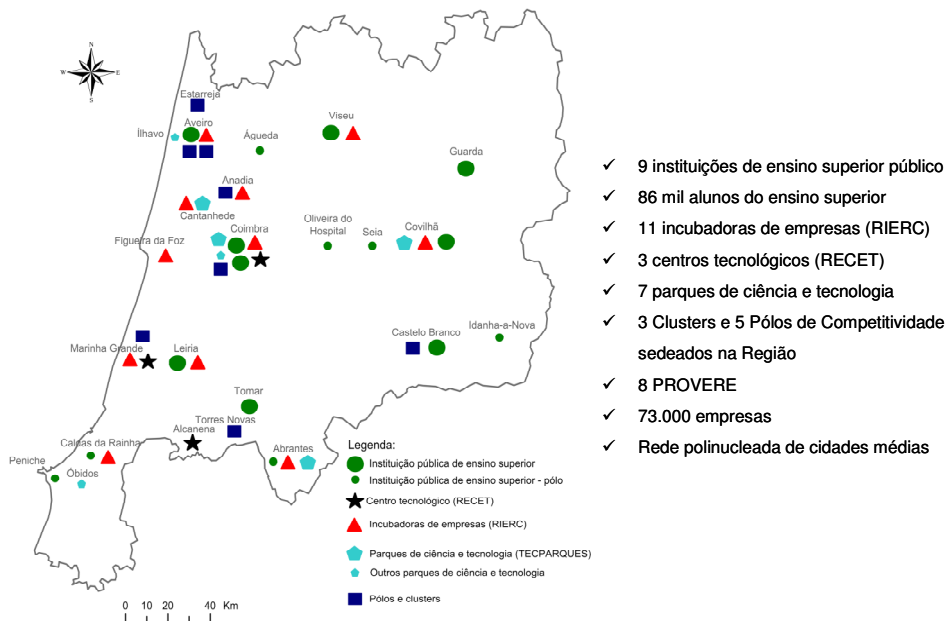 N
W
E
S
Estarreja
Ílhavo
Aveiro
Águeda
Viseu
Guarda
Anadia
Cantanhede
Coimbra
Oliveira do
Hospital
Seia
Covilhã
Figueira da Foz
Marinha Grande
Leiria
Castelo Branco
Idanha-a-Nova
Tomar
Torres Novas
Alcanena
Abrantes
Caldas da Rainha
Peniche
Óbidos
Legenda:
Instituição pública de ensino superior
Instituição pública de ensino superior - pólo
Centro tecnológico (RECET)
Incubadoras de empresas (RIERC)
Parques de ciência e tecnologia (TECPARQUES)
Outros parques de ciência e tecnologia
Pólos e clusters
0 10 20 40 Km
✓ 9 instituições de ensino superior público
✓ 86 mil alunos do ensino superior
✓ 11 incubadoras de empresas (RIERC)
✓ 3 centros tecnológicos (RECET)
✓ 7 parques de ciência e tecnologia
✓ 3 Clusters e 5 Pólos de Competitividade
sedeados na Região
✓ 8 PROVERE
✓ 73.000 empresas
✓ Rede polinucleada de cidades médias